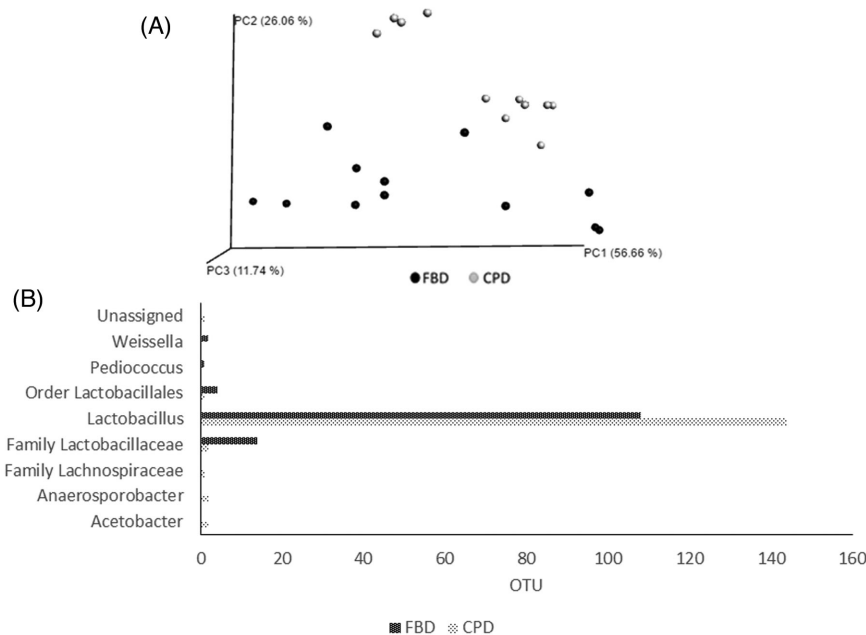 (A)
PC2 (26.06 %)
PC1 (56.66 %)
PC3 (11.74 %)
FBD CPD
(B)
Unassigned
Weissella
Pediococcus
Order Lactobacillales
Lactobacillus
Family Lactobacillaceae
Family Lachnospiraceae
Anaerosporobacter
Acetobacter
0 20 40 60 80 100 120 140 160
OTU
FBD CPD